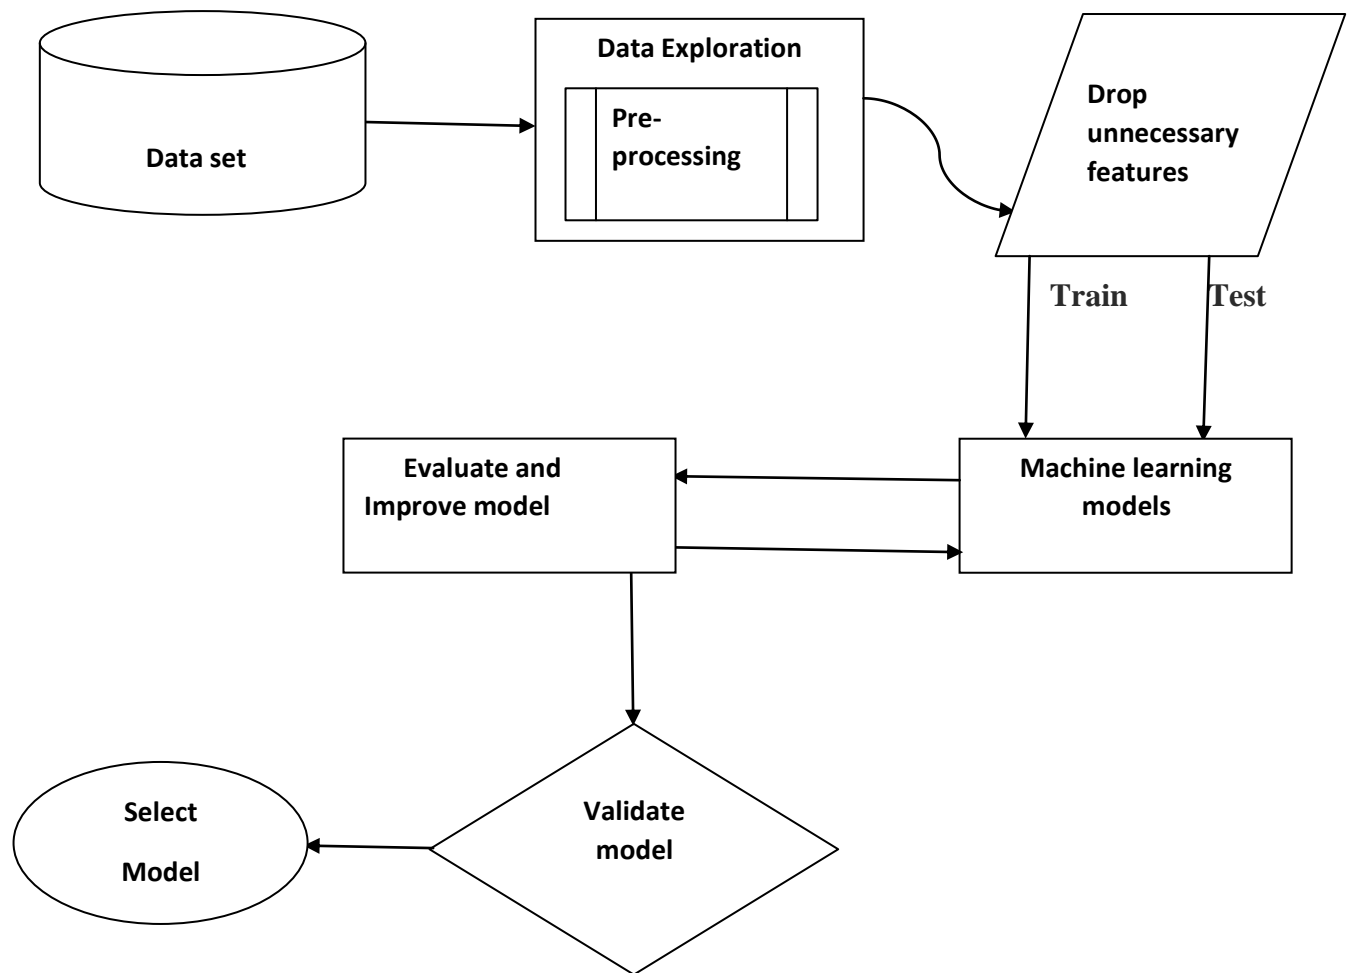 Data set
Data Exploration
Pre-
processing
Drop
unnecessary
features
Train
Test
Machine learning
models
Evaluate and
Improve model
Validate
model
Select
Model